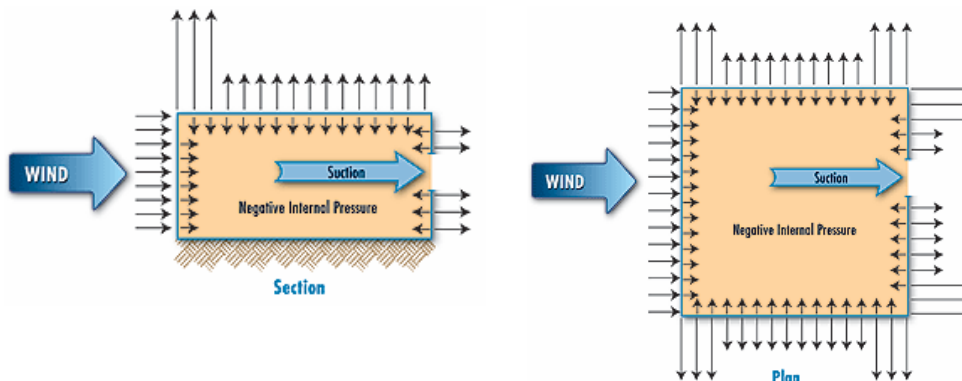 WIND
Suction
Negative Internal Pressure
Section
WIND
Suction
Negative Internal Pressure
Plan